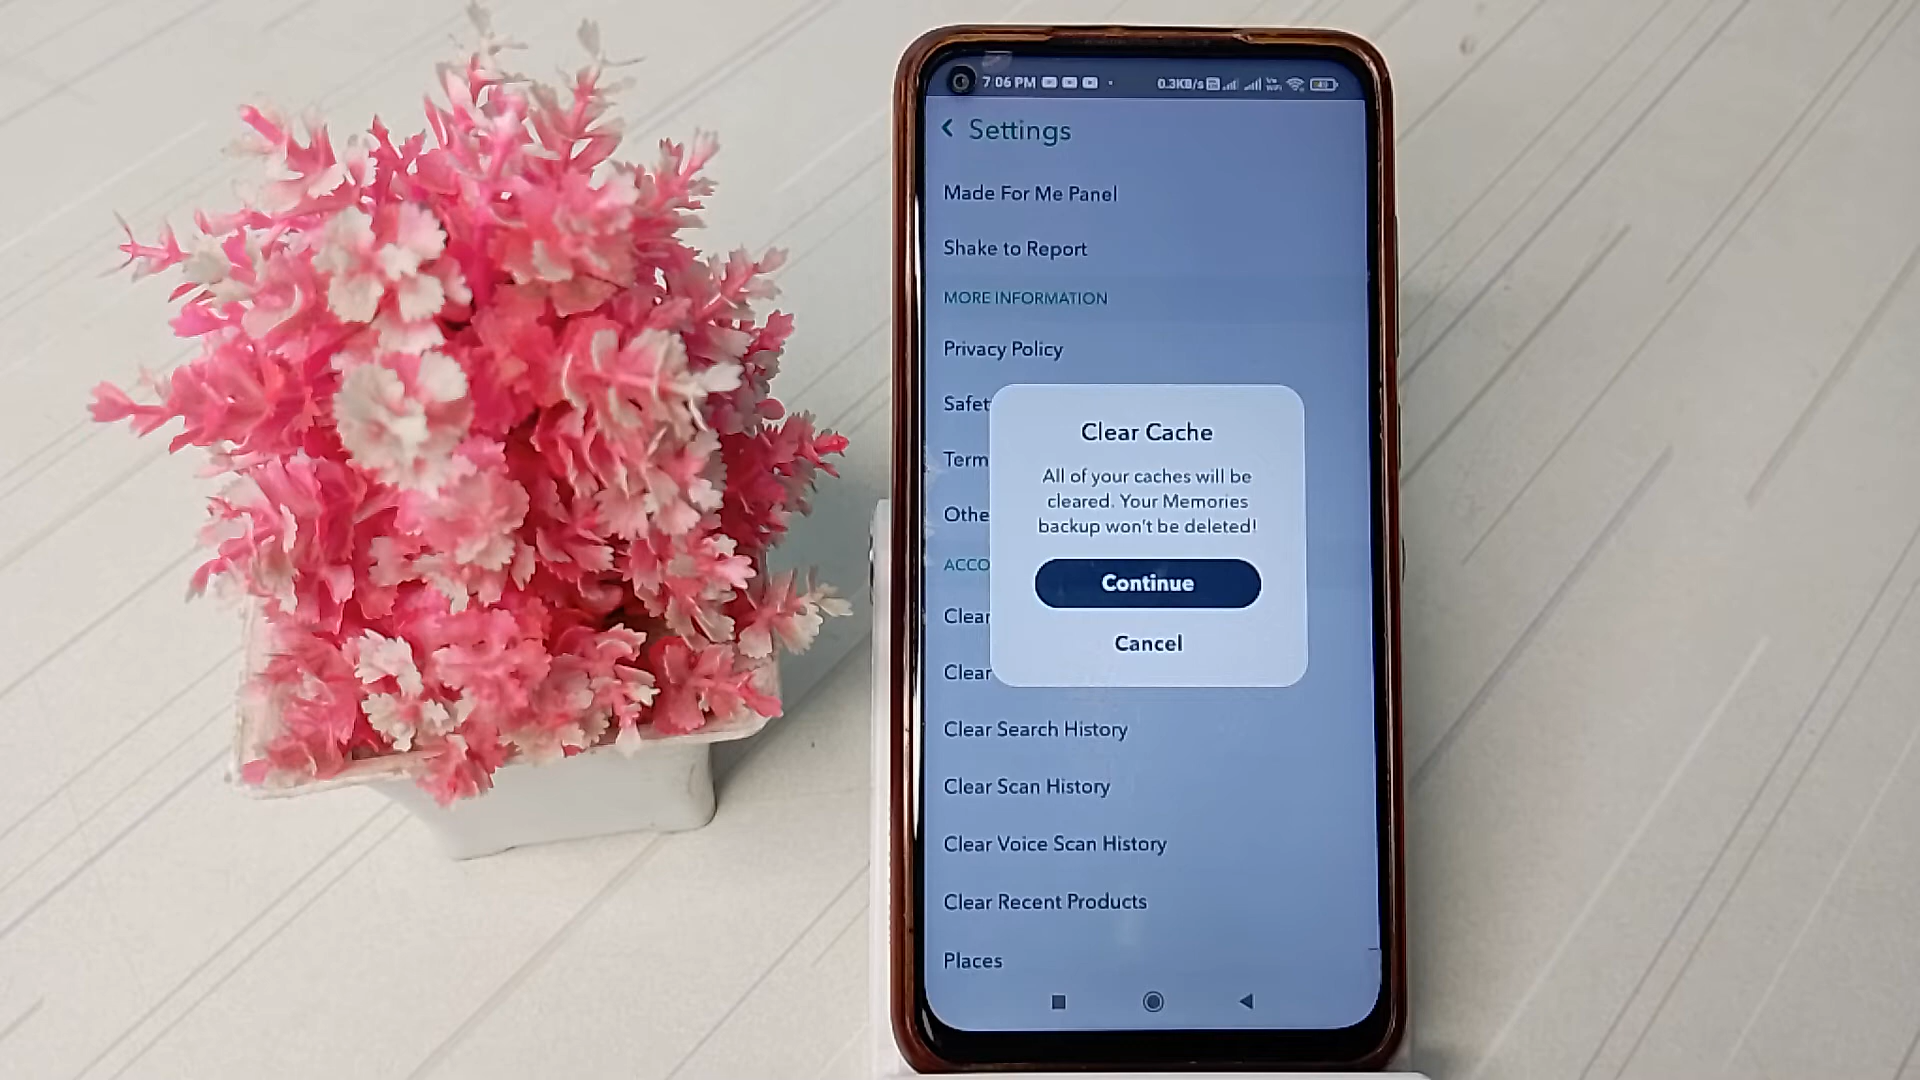 7:06 PM 0.3KB/s
Settings
Made For Me Panel
Shake to Report
MORE INFORMATION
Privacy Policy
Safet
Term
Othe
ACCO
Clear
Clear
Clear Cache
All of your caches will be
cleared. Your Memories
backup won't be deleted!
Continue
Cancel
Clear Search History
Clear Scan History
Clear Voice Scan History
Clear Recent Products
Places